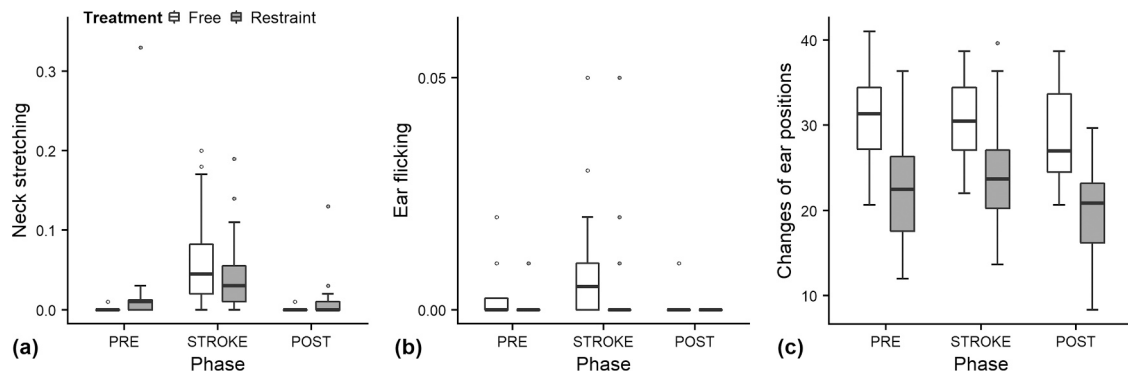 Treatment Free Restraint
Neck stretching
0.3
0.2
0.1
0.0
PRE STROKE POST
Phase
(a)
Ear flicking
0.05
0.00
PRE STROKE POST
Phase
(b)
Changes of ear positions
40
30
20
10
PRE STROKE POST
Phase
(c)